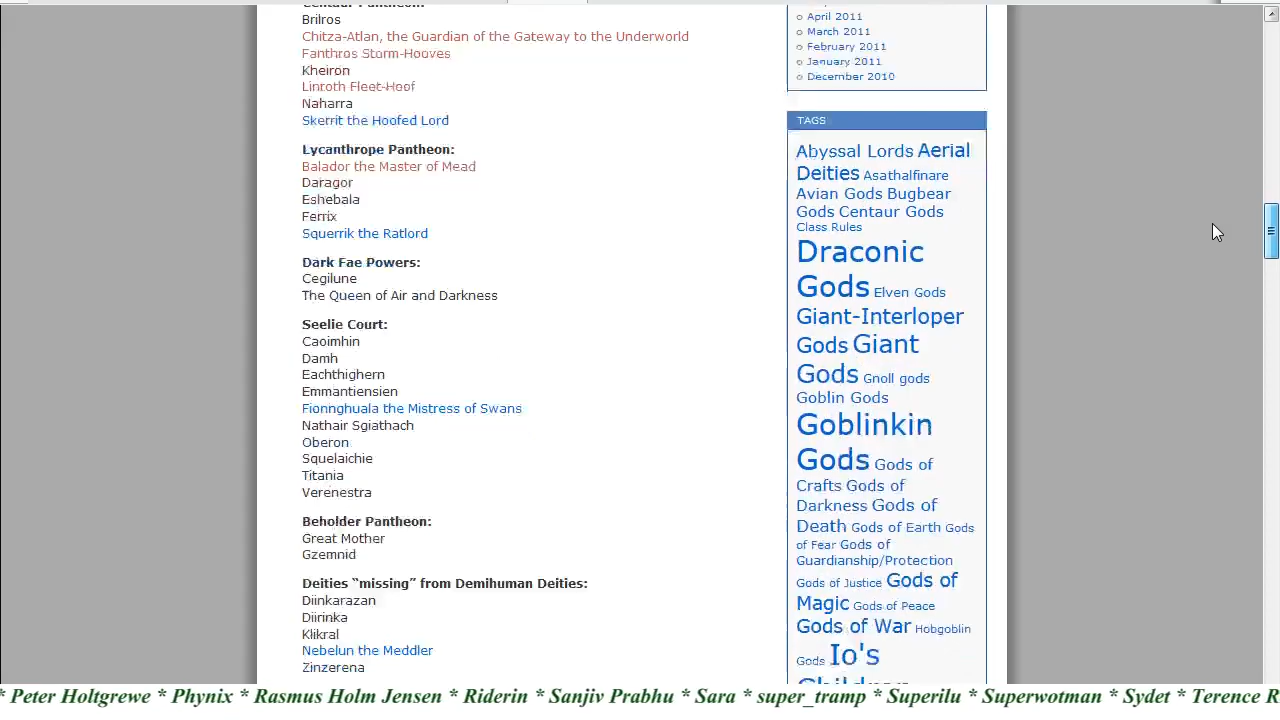 Centaur Pantheon:
Brilros
Chitza-Atlan, the Guardian of the Gateway to the Underworld
Fanthros Storm-Hooves
Kheiron
Linroth Fleet-Hoof
Naharra
Skerrit the Hoofed Lord
Lycanthrope Pantheon:
Balador the Master of Mead
Daragor
Eshebala
Ferrix
Squerrik the Ratlord
Dark Fae Powers:
Cegilune
The Queen of Air and Darkness
Seelie Court:
Caoimhin
Damh
Eachthighern
Emmantiensien
Fionnghuala the Mistress of Swans
Nathair Sgiathach
Oberon
Squelaichie
Titania
Verenestra
Beholder Pantheon:
Great Mother
Gzemnid
Deities “missing” from Demihuman Deities:
Diinkarazan
Diirinka
Klikral
Nebelun the Meddler
Zinzerena
April 2011
March 2011
February 2011
January 2011
December 2010
TAGS
Abyssal Lords Aerial
Deities Asathalfinare
Avian Gods Bugbear
Gods Centaur Gods
Class Rules
Draconic
Gods Elven Gods
Giant-Interloper
Gods Giant
Gods Gnoll gods
Goblin Gods
Goblinkin
Gods Gods of
Crafts Gods of
Darkness Gods of
Death Gods of Earth Gods
of Fear Gods of
Guardianship/Protection
Gods of Justice Gods of
Magic Gods of Peace
Gods of War Hobgoblin
Gods Io's
Children
* Peter Holtgrewe * Phynix * Rasmus Holm Jensen * Riderin * Sanjiv Prabhu * Sara * super_tramp * Superilu * Superwotman * Sydet * Terence R